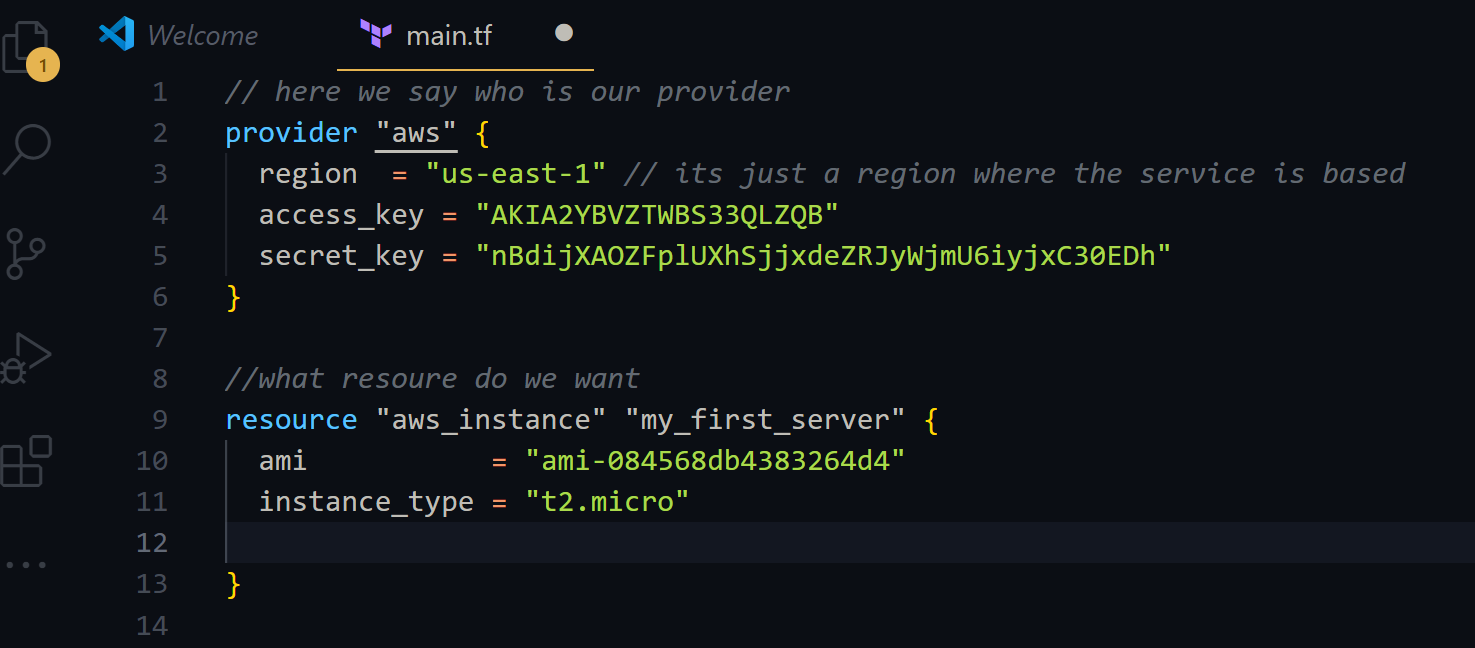 Welcome
main.tf
1
1 // here we say who is our provider
2 provider "aws" {
3   region  = "us-east-1" // its just a region where the service is based
4   access_key = "AKIA2YBVZTWBS33QLZQB"
5   secret_key = "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"
6 }
7
8 //what resoure do we want
9 resource "aws_instance" "my_first_server" {
10   ami           = "ami-084568db4383264d4"
11   instance_type = "t2.micro"
12
13 }
14